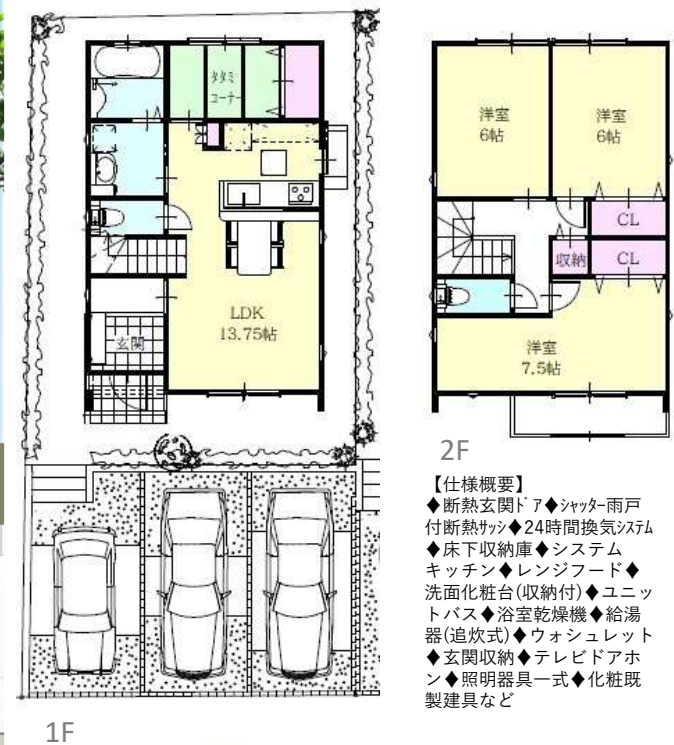 タタミ
コーナー
LDK
13.75帖
玄関
1F
洋室
6帖
洋室
6帖
CL
収納
CL
洋室
7.5帖
2F
【仕様概要】
◆断熱玄関ドア◆シャッター雨戸
付断熱サッシ◆24時間換気システム
◆床下収納庫◆システム
キッチン◆レンジフード◆
洗面化粧台(収納付)◆ユニッ
トバス◆浴室乾燥機◆給湯
器(追炊式)◆ウォシュレット
◆玄関収納◆テレビドアホ
ン◆照明器具一式◆化粧既
製建具など